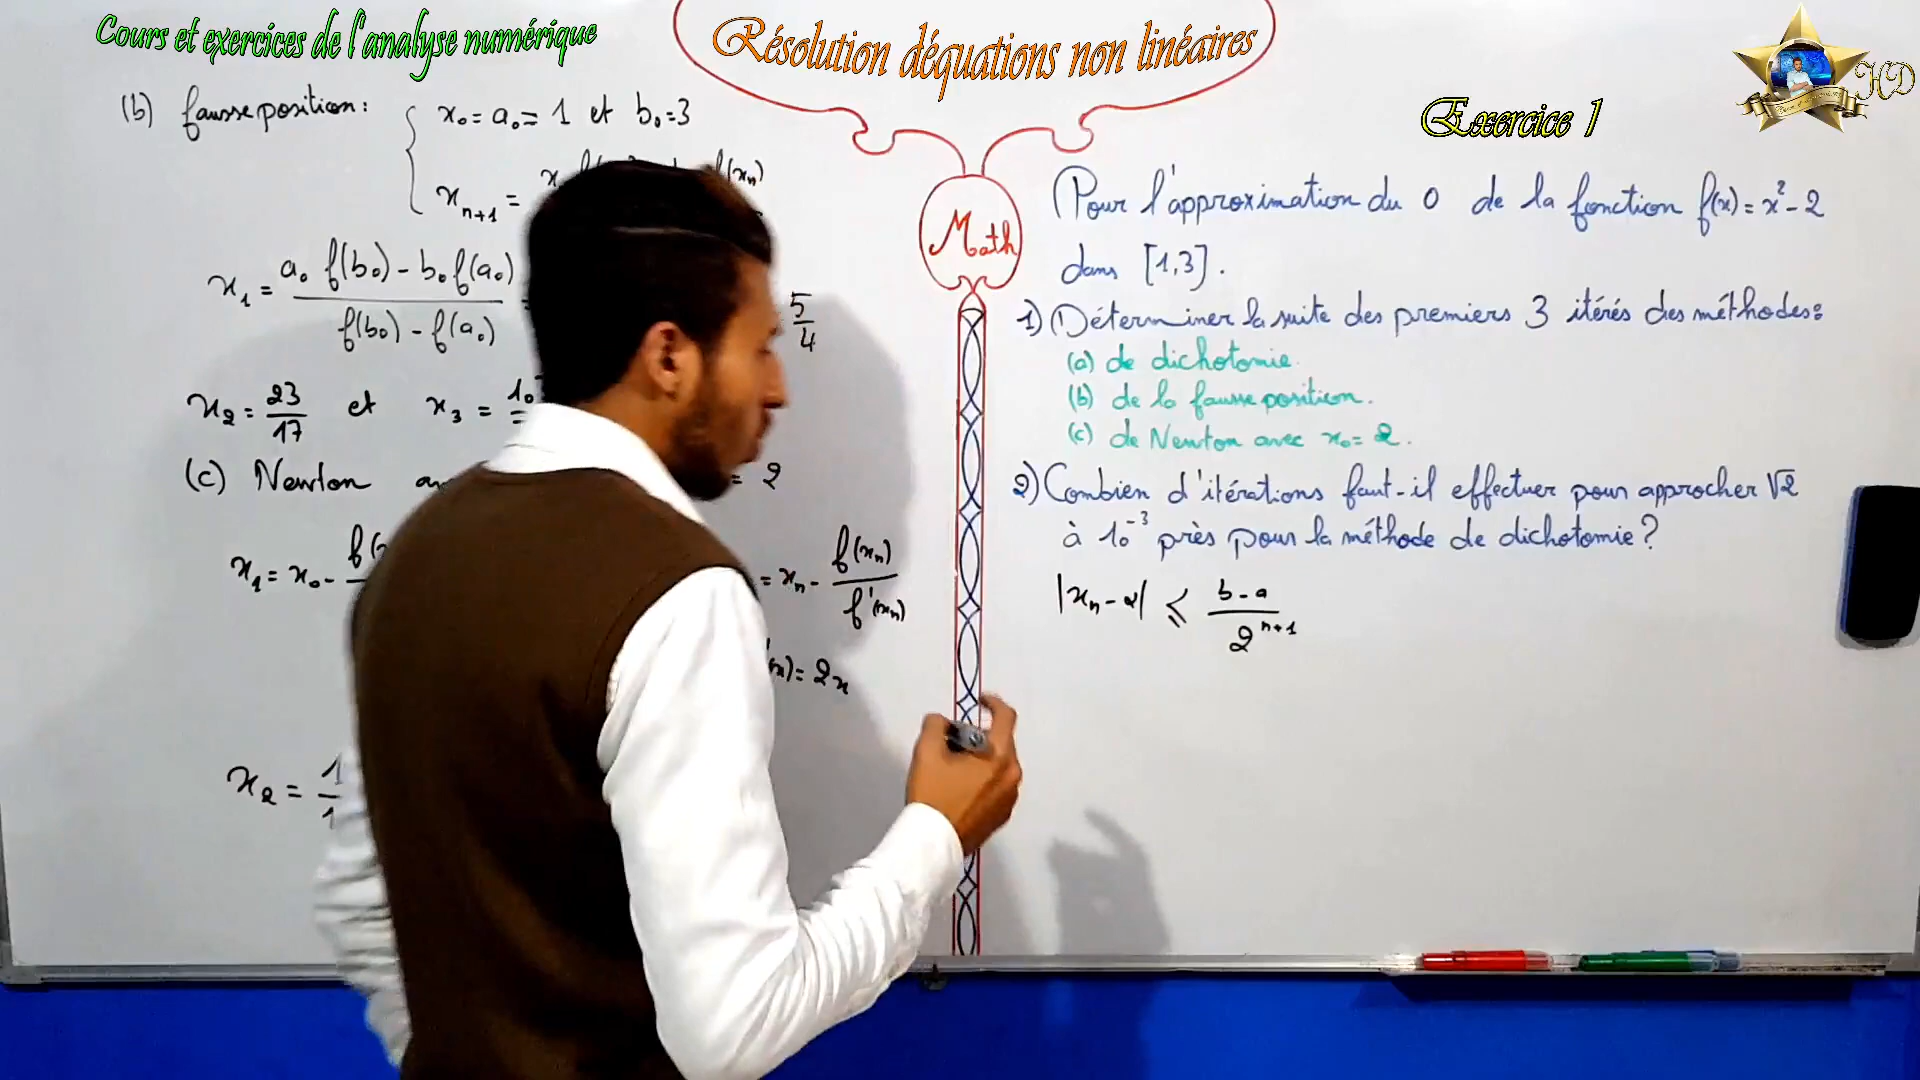 Cours et exercices de l'analyse numérique
Résolution déquations non linéaires
HD
Exercice 1
(b) fausse position : x₀ = a₀ = 1 et b₀ = 3
xₙ₊₁ =
x₁ = a₀ f(b₀) - b₀ f(a₀) / f(b₀) - f(a₀) =
5/4
x₂ = 23/17 et x₃ =
(c) Newton
= 2
x₁ = x₀ -
= xₙ - f(xₙ)/f'(xₙ)
= 2x
x₂ =
Math
Pour l'approximation du 0 de la fonction f(x) = x² - 2
dans [1,3].
1) Déterminer la suite des premiers 3 itérés des méthodes :
(a) de dichotomie.
(b) de la fausse position.
(c) de Newton avec x₀ = 2.
2) Combien d'itérations faut-il effectuer pour approcher √2
à 10⁻³ près pour la méthode de dichotomie ?
|xₙ - α| ⩽ b - a / 2ⁿ⁺¹